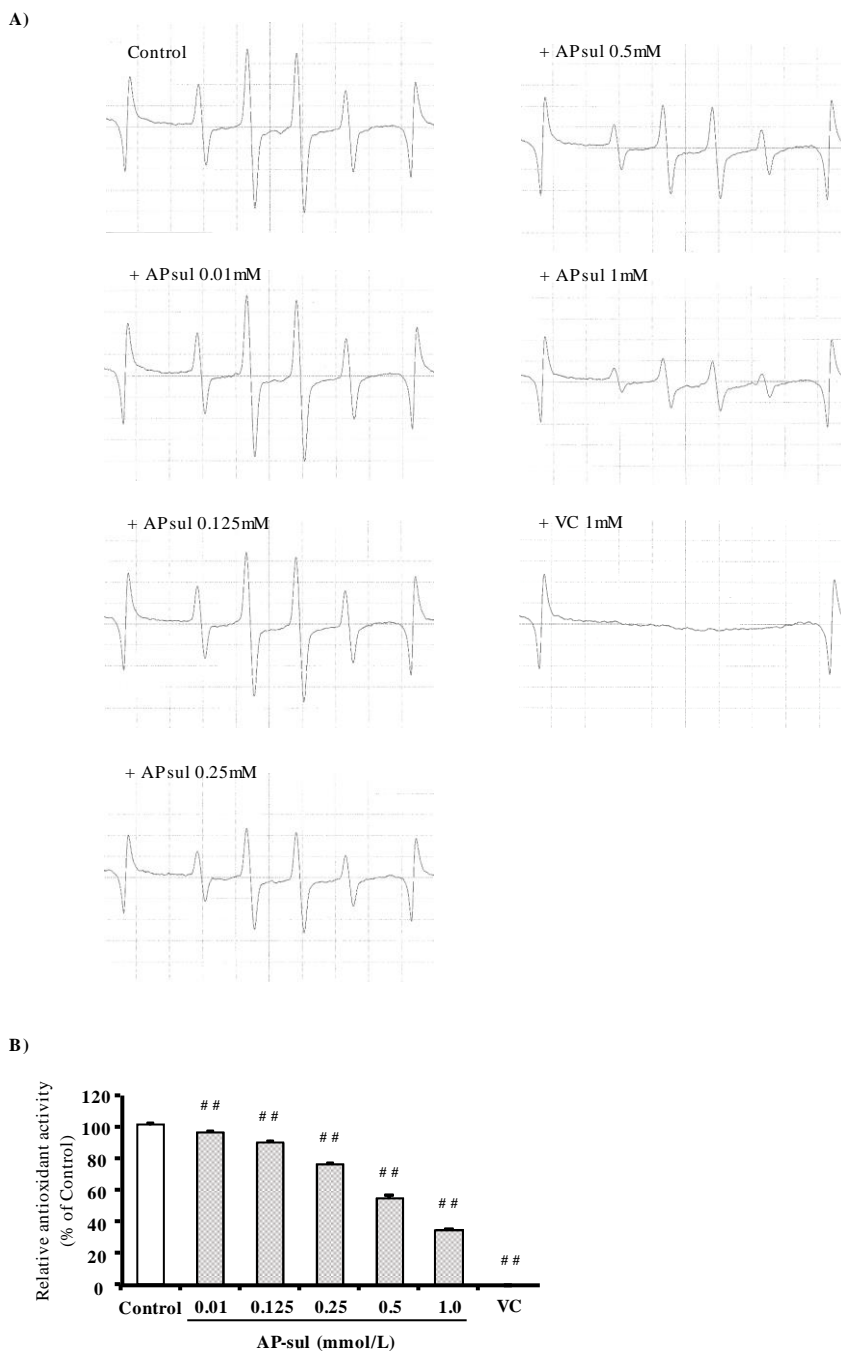 A)
Control
+ APsul 0.5mM
+ APsul 0.01mM
+ APsul 1mM
+ APsul 0.125mM
+ VC 1mM
+ APsul 0.25mM
B)
Relative antioxidant activity
(% of Control)
120
100
80
60
40
20
0
##
##
##
##
##
##
Control 0.01 0.125 0.25 0.5 1.0 VC
AP-sul (mmol/L)